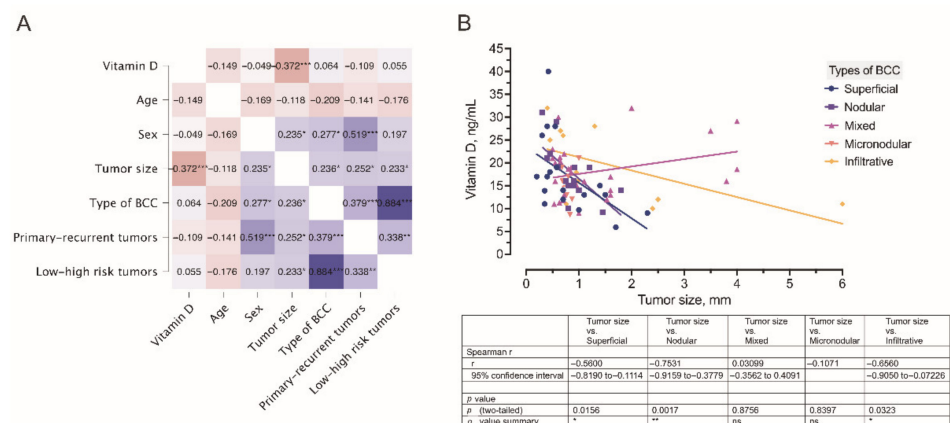 A
Vitamin D −0.149 −0.049 −0.372*** 0.064 −0.109 0.055
Age −0.149 −0.169 −0.118 −0.209 −0.141 −0.176
Sex −0.049 −0.169 0.235* 0.277* 0.519*** 0.197
Tumor size −0.372*** −0.118 0.235* 0.236* 0.252* 0.233*
Type of BCC 0.064 −0.209 0.277* 0.236* 0.379*** 0.884***
Primary−recurrent tumors −0.109 −0.141 0.519*** 0.252* 0.379*** 0.338**
Low−high risk tumors 0.055 −0.176 0.197 0.233* 0.884*** 0.338**
Vitamin D
Age
Sex
Tumor size
Type of BCC
Primary−recurrent tumors
Low−high risk tumors
B
Vitamin D, ng/mL
45
40
35
30
25
20
15
10
5
0
0 1 2 3 4 5 6
Tumor size, mm
Types of BCC
Superficial
Nodular
Mixed
Micronodular
Infiltrative
Tumor size vs. Superficial
Tumor size vs. Nodular
Tumor size vs. Mixed
Tumor size vs. Micronodular
Tumor size vs. Infiltrative
Spearman r
r −0.5600 −0.7531 0.03099 −0.1071 −0.6560
95% confidence interval −0.8190 to−0.1114 −0.9159 to−0.3779 −0.3562 to 0.4091 −0.9050 to−0.07226
p value
p (two-tailed) 0.0156 0.0017 0.8756 0.8397 0.0323
p value summary * ** ns ns *